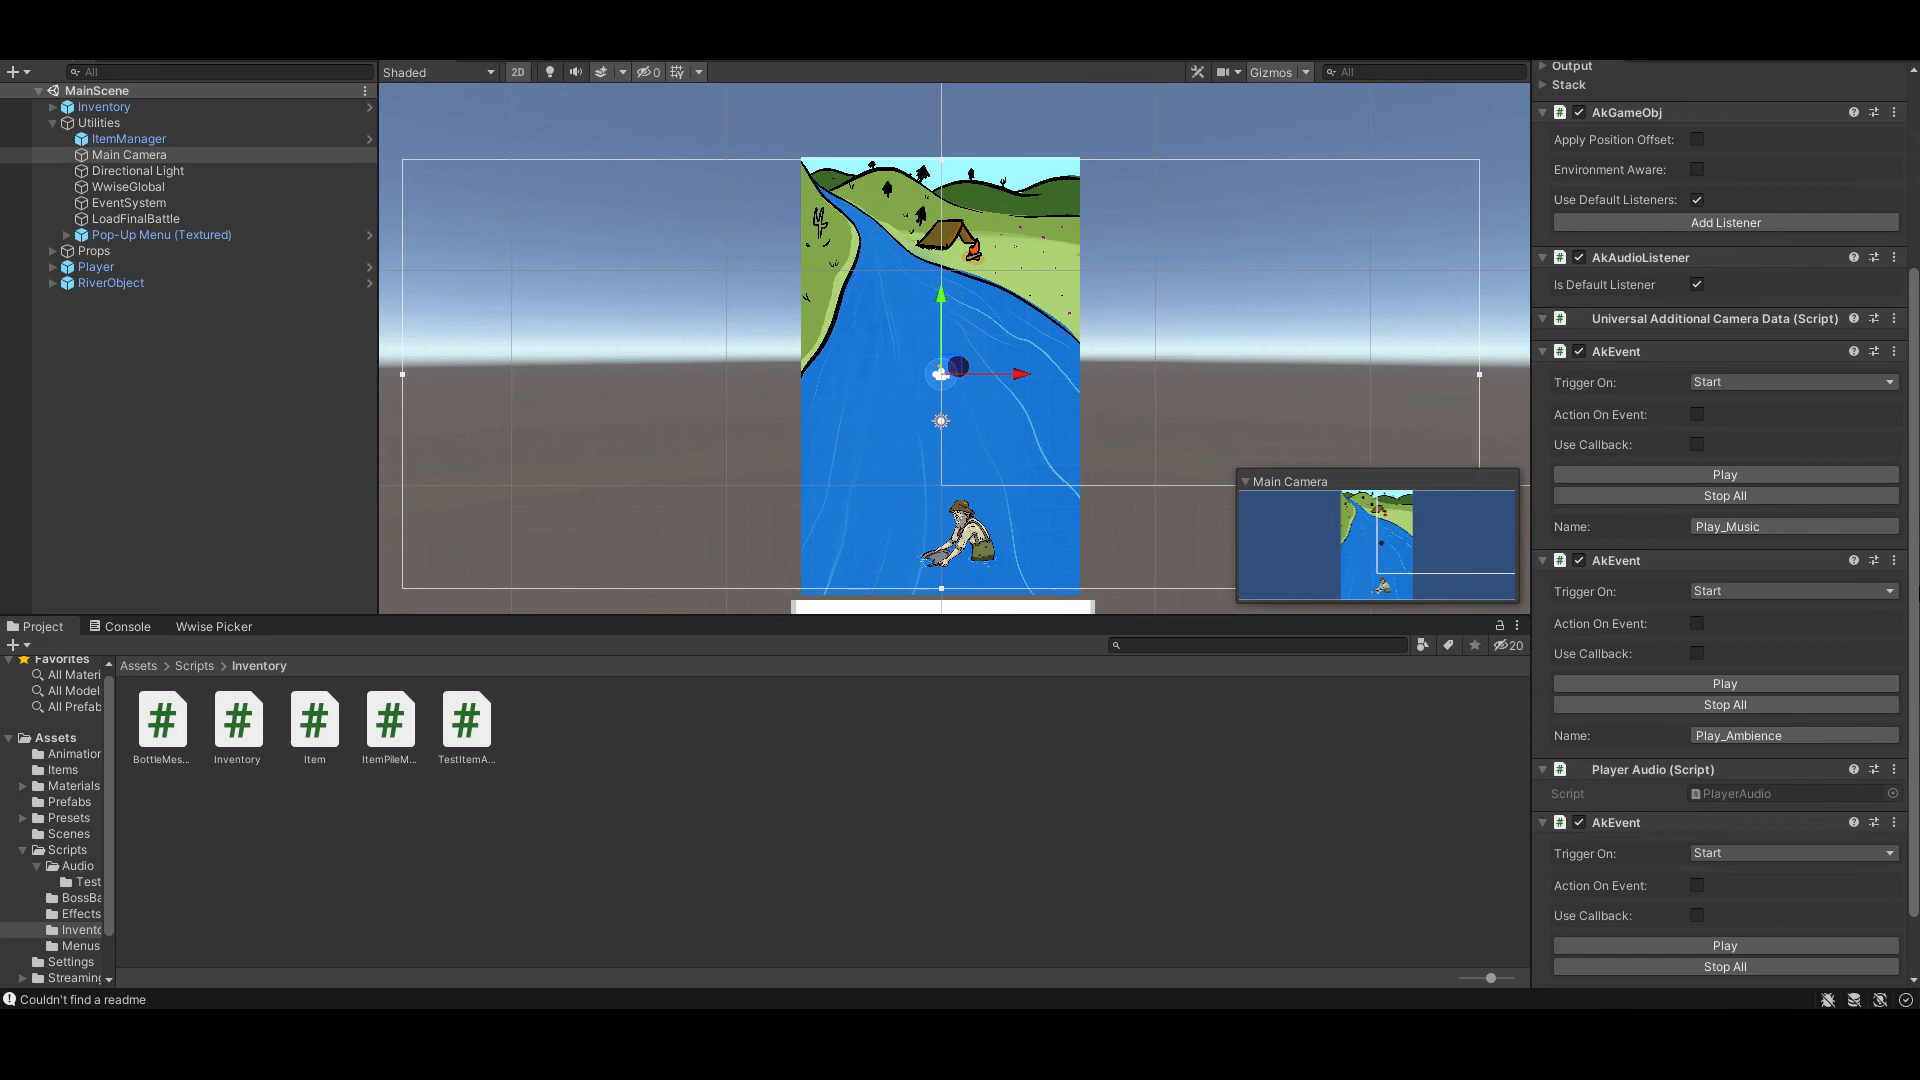 All
MainScene
Inventory
Utilities
ItemManager
Main Camera
Directional Light
WwiseGlobal
EventSystem
LoadFinalBattle
Pop-Up Menu (Textured)
Props
Player
RiverObject
Shaded
2D
0
Gizmos
All
Main Camera
Output
Stack
AkGameObj
Apply Position Offset:
Environment Aware:
Use Default Listeners:
Add Listener
AkAudioListener
Is Default Listener
Universal Additional Camera Data (Script)
AkEvent
Trigger On: Start
Action On Event:
Use Callback:
Play
Stop All
Name: Play_Music
AkEvent
Trigger On: Start
Action On Event:
Use Callback:
Play
Stop All
Name: Play_Ambience
Player Audio (Script)
Script PlayerAudio
AkEvent
Trigger On: Start
Action On Event:
Use Callback:
Play
Stop All
Project Console Wwise Picker
20
Favorites
All Materi
All Model
All Prefab
Assets
Animation
Items
Materials
Prefabs
Presets
Scenes
Scripts
Audio
Test
BossBa
Effects
Invento
Menus
Settings
Streaming
Assets > Scripts > Inventory
# # # # #
BottleMes... Inventory Item ItemPileM... TestItemA...
Couldn't find a readme